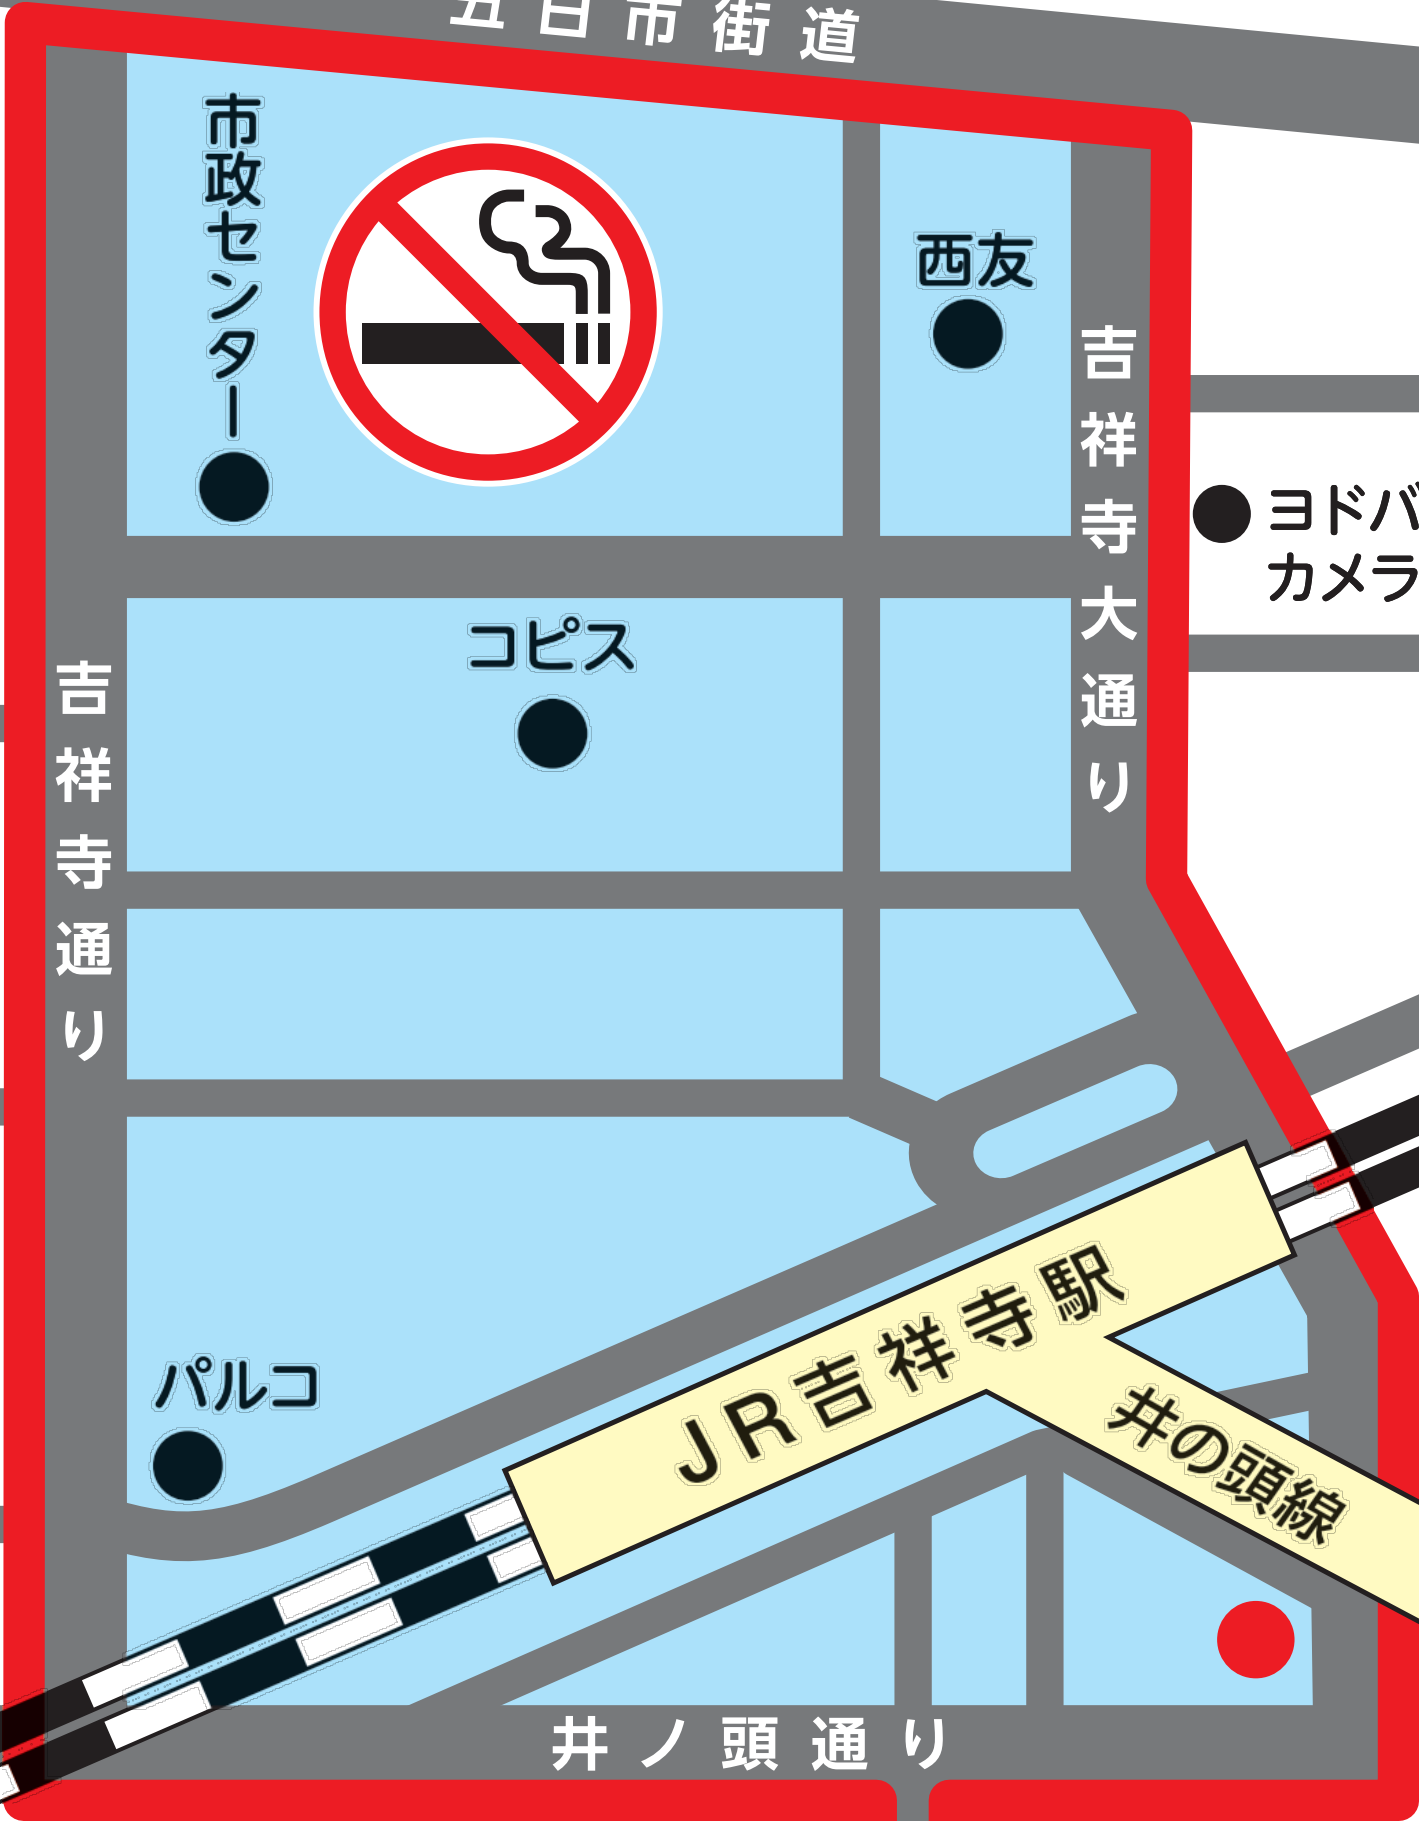 五日市街道
市政センター
西友
吉祥寺大通り
ヨドバ
カメラ
コピス
吉祥寺通り
JR吉祥寺駅
パルコ
井の頭線
井ノ頭通り